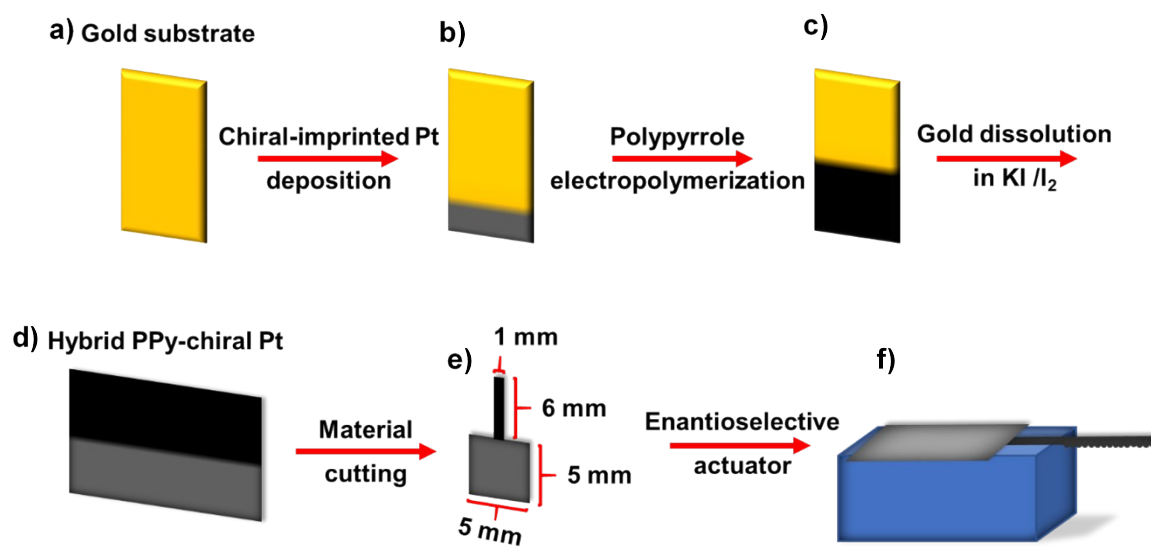 a) Gold substrate
b)
c)
Chiral-imprinted Pt
deposition
Polypyrrole
electropolymerization
Gold dissolution
in KI /I₂
d) Hybrid PPy-chiral Pt
e)
f)
1 mm
6 mm
5 mm
5 mm
Material
cutting
Enantioselective
actuator